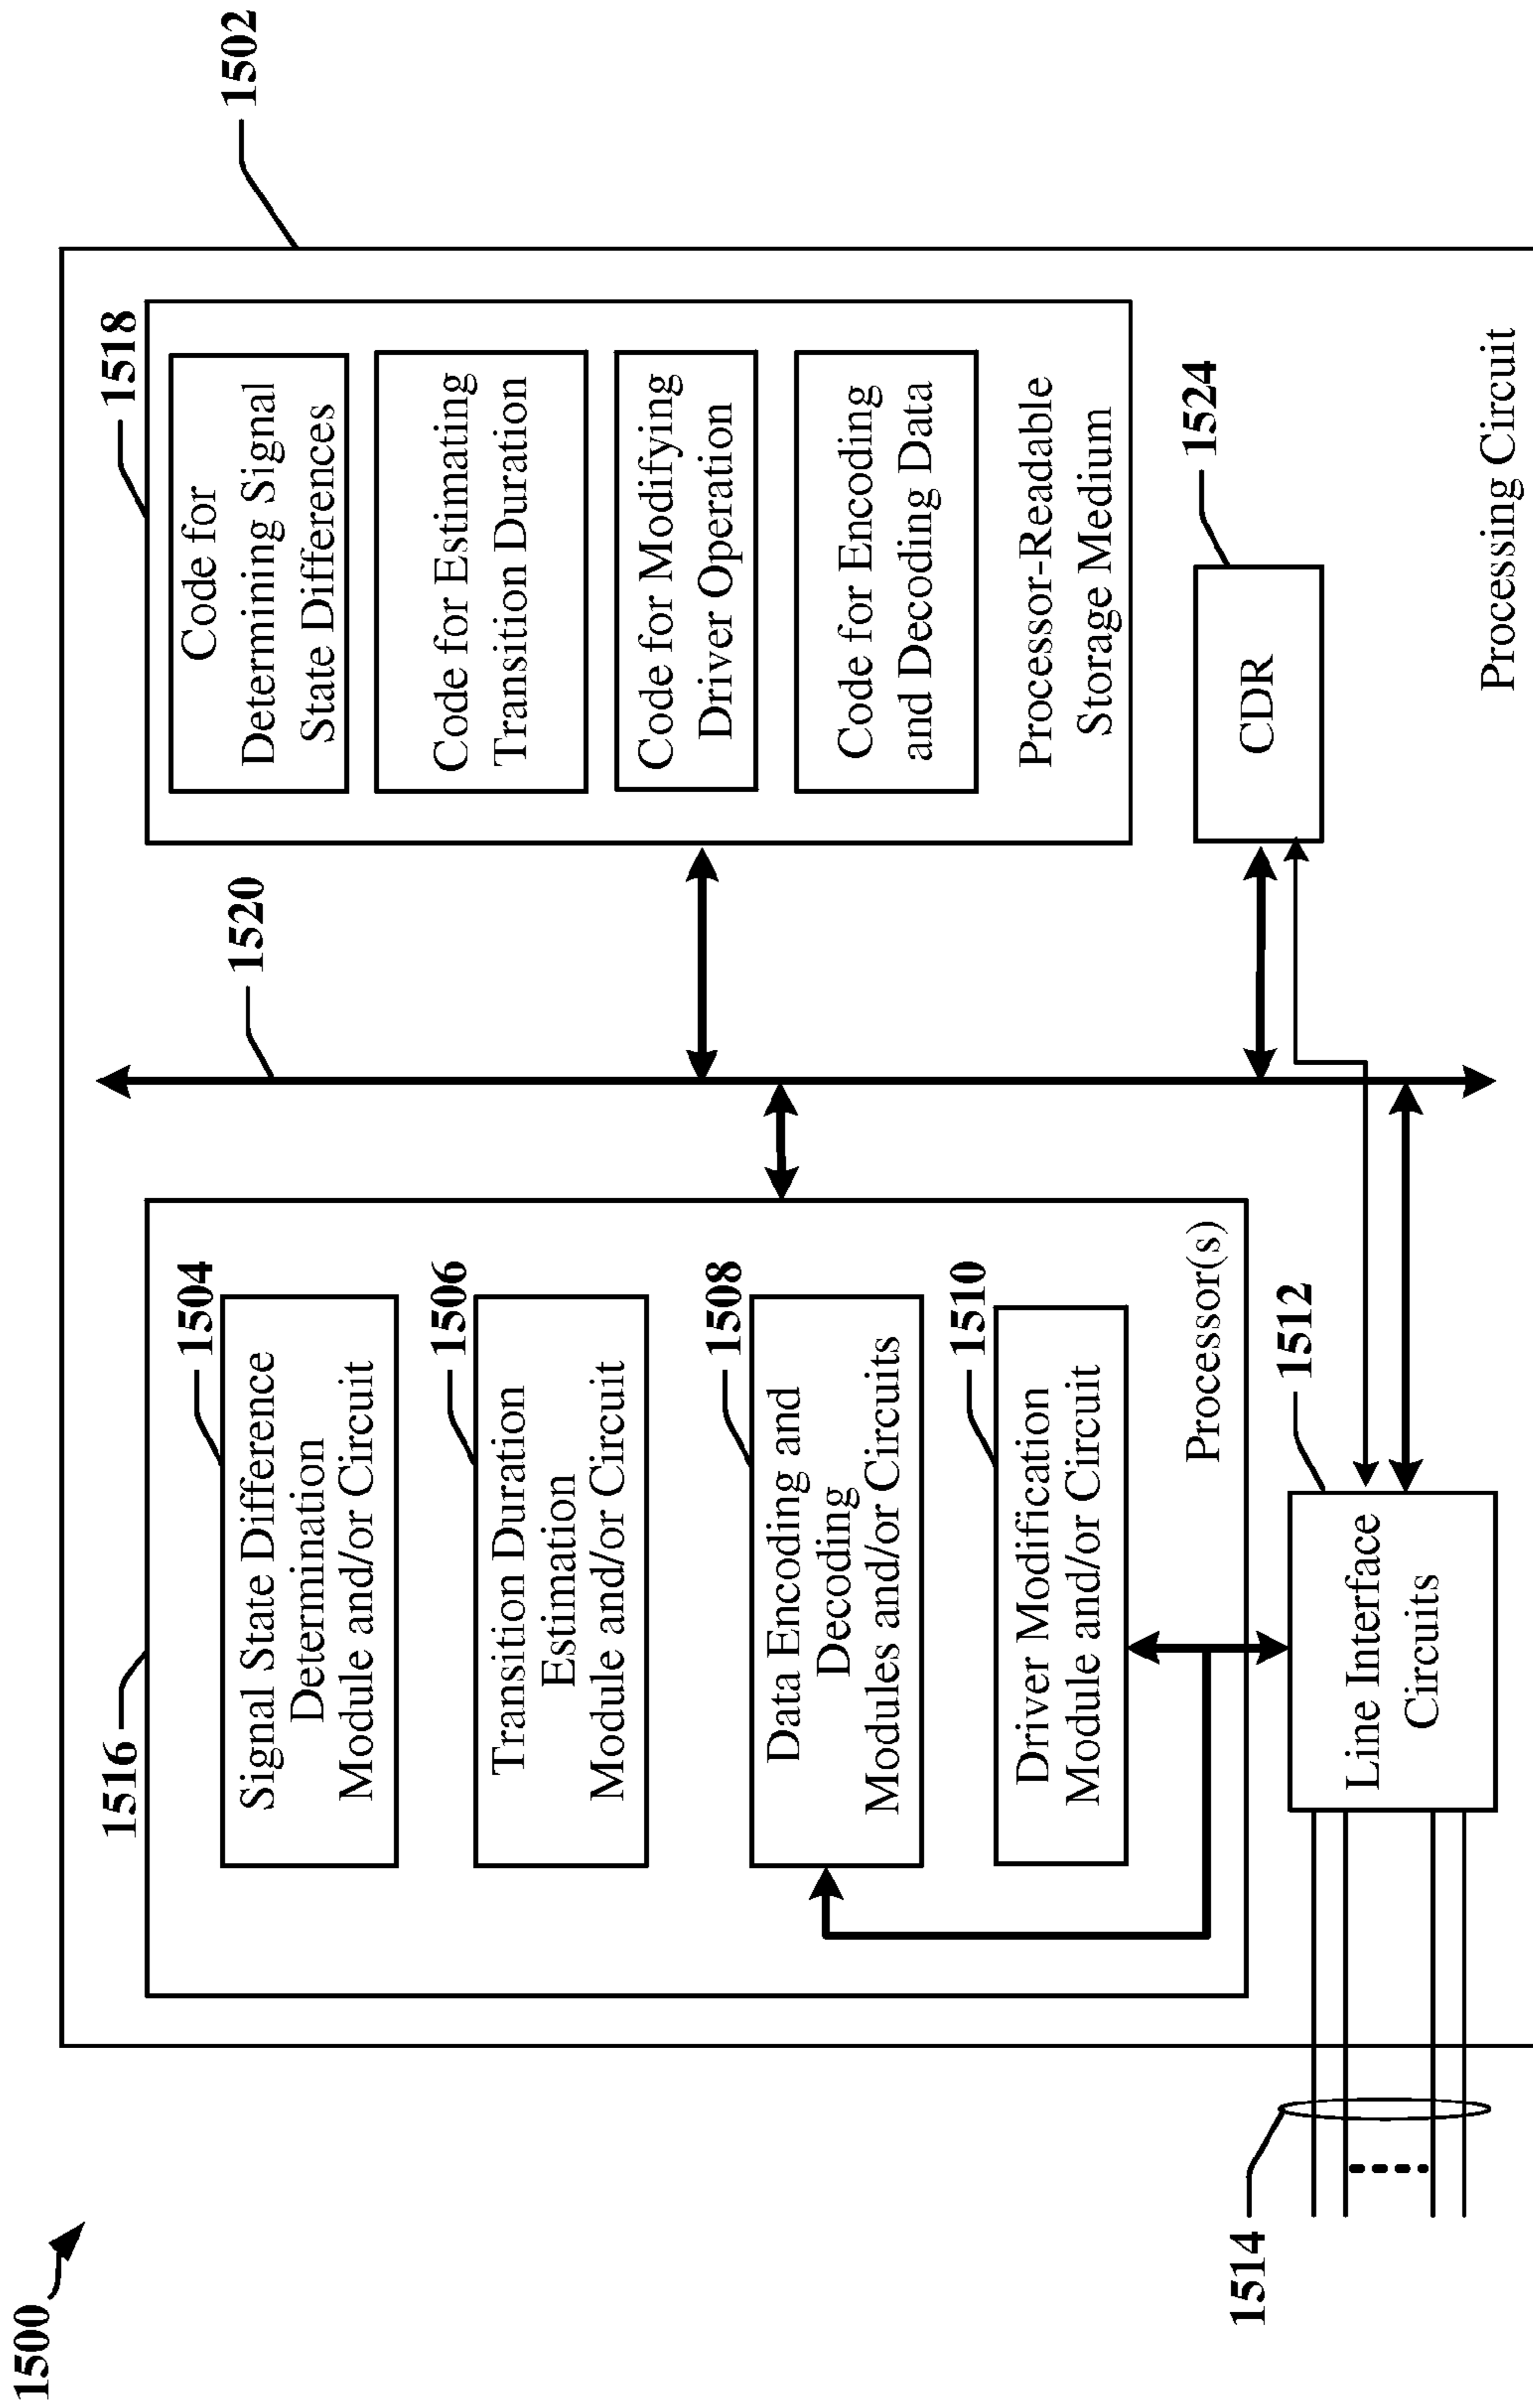 1500
1502
1516
1504
Signal State Difference
Determination
Module and/or Circuit
1506
Transition Duration
Estimation
Module and/or Circuit
1508
Data Encoding and
Decoding
Modules and/or Circuits
1510
Driver Modification
Module and/or Circuit
Processor(s)
1520
1518
Code for
Determining Signal
State Differences
Code for Estimating
Transition Duration
Code for Modifying
Driver Operation
Code for Encoding
and Decoding Data
Processor-Readable
Storage Medium
1514
1512
Line Interface
Circuits
1524
CDR
Processing Circuit